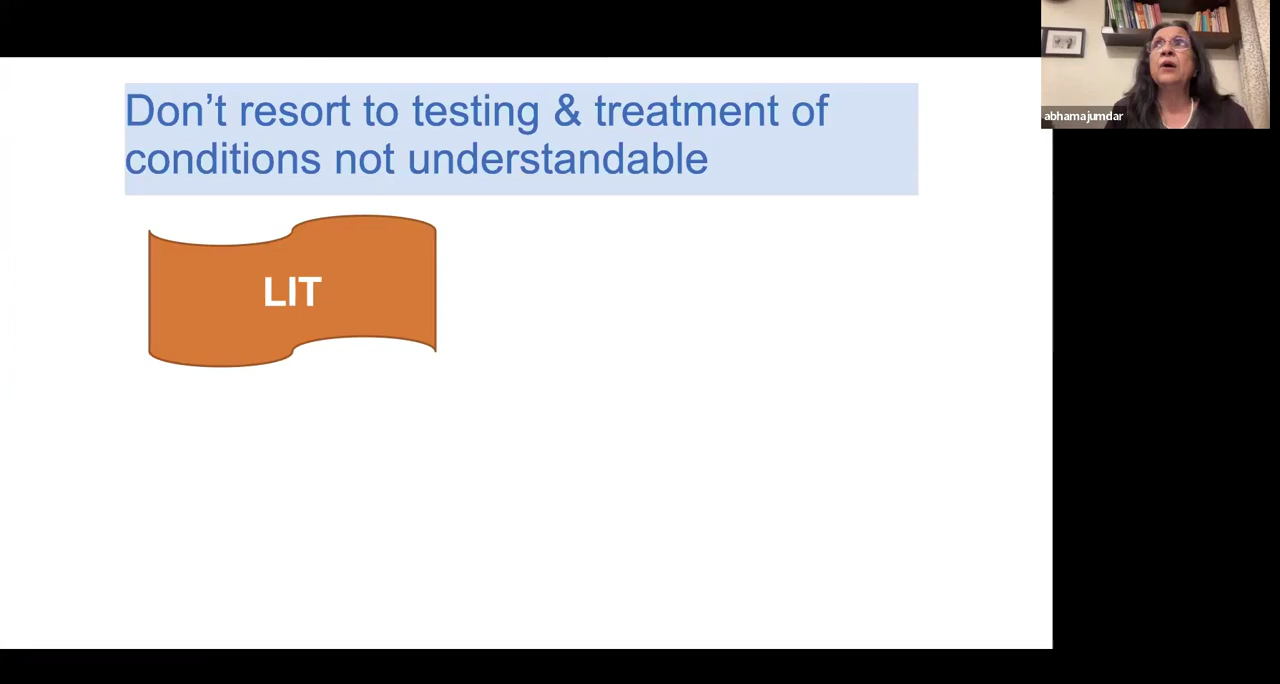 Don’t resort to testing & treatment of
conditions not understandable
LIT
abhamajumdar